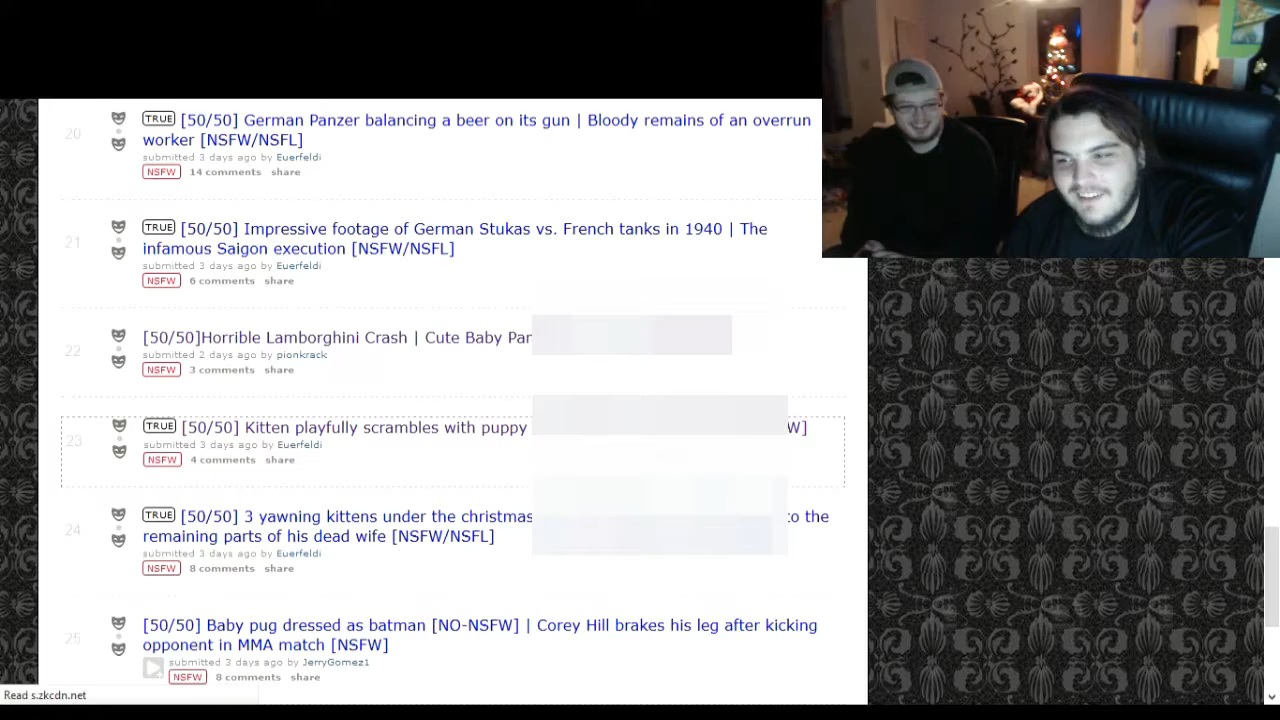 20
TRUE [50/50] German Panzer balancing a beer on its gun | Bloody remains of an overrun
worker [NSFW/NSFL]
submitted 3 days ago by Euerfeldi
NSFW 14 comments share
21
TRUE [50/50] Impressive footage of German Stukas vs. French tanks in 1940 | The
infamous Saigon execution [NSFW/NSFL]
submitted 3 days ago by Euerfeldi
NSFW 6 comments share
22
[50/50]Horrible Lamborghini Crash | Cute Baby
submitted 2 days ago by pionkrack
NSFW 3 comments share
23
TRUE [50/50] Kitten playfully scrambles with puppy W]
submitted 3 days ago by Euerfeldi
NSFW 4 comments share
24
TRUE [50/50] 3 yawning kittens under the christmas to the
remaining parts of his dead wife [NSFW/NSFL]
submitted 3 days ago by Euerfeldi
NSFW 8 comments share
25
[50/50] Baby pug dressed as batman [NO-NSFW] | Corey Hill brakes his leg after kicking
opponent in MMA match [NSFW]
submitted 3 days ago by JerryGomez1
NSFW 8 comments share
Read s.zkcdn.net